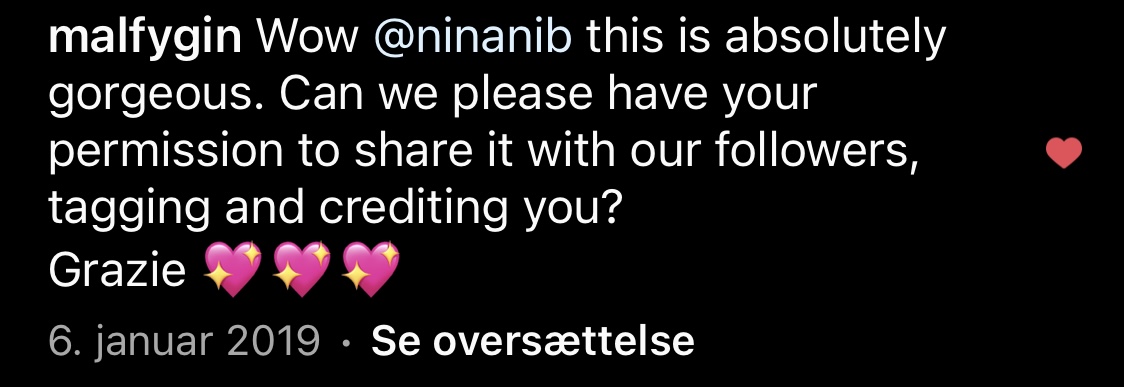 malfygin Wow @ninanib this is absolutely
gorgeous. Can we please have your
permission to share it with our followers,
tagging and crediting you?
Grazie 💖💖💖
6. januar 2019 · Se oversættelse